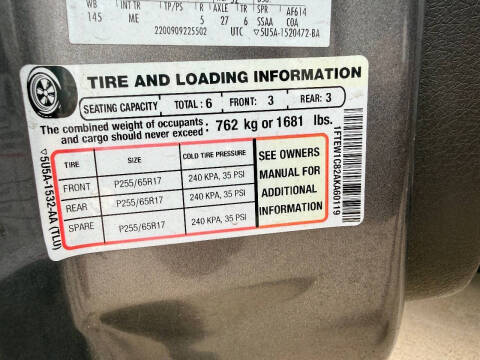 WB INT TR TP/PS R AXLE TR SPR
145 ME 5 27 6 SSAA COA
AF614
2200909225502 UTC ▽5U5A-1520472-BA
TIRE AND LOADING INFORMATION
SEATING CAPACITY TOTAL : 6 FRONT: 3 REAR: 3
The combined weight of occupants and cargo should never exceed : 762 kg or 1681 lbs.
TIRE SIZE COLD TIRE PRESSURE
FRONT P255/65R17 240 KPA, 35 PSI
REAR P255/65R17 240 KPA, 35 PSI
SPARE P255/65R17 240 KPA, 35 PSI
SEE OWNERS
MANUAL FOR
ADDITIONAL
INFORMATION
▽5U5A-1532-AA (TLU)
1FTEW1C82AK460119